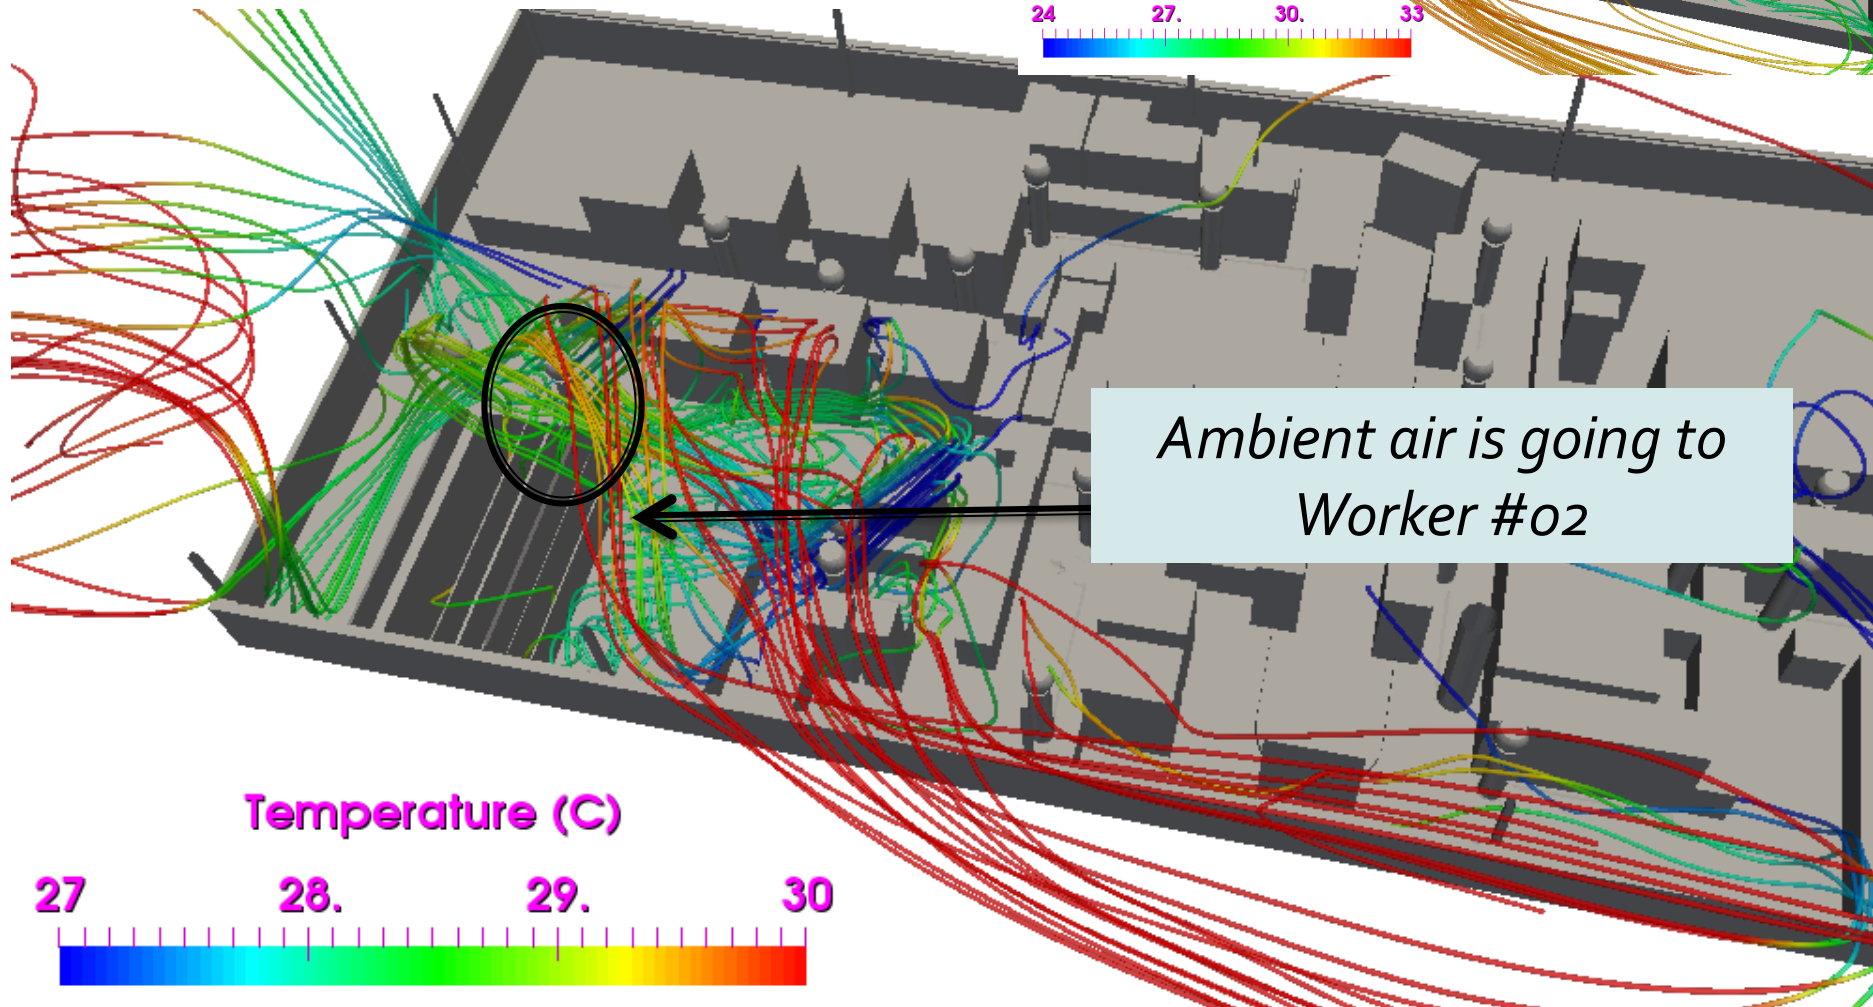 24 27. 30. 33
Ambient air is going to
Worker #02
Temperature (C)
27 28. 29. 30